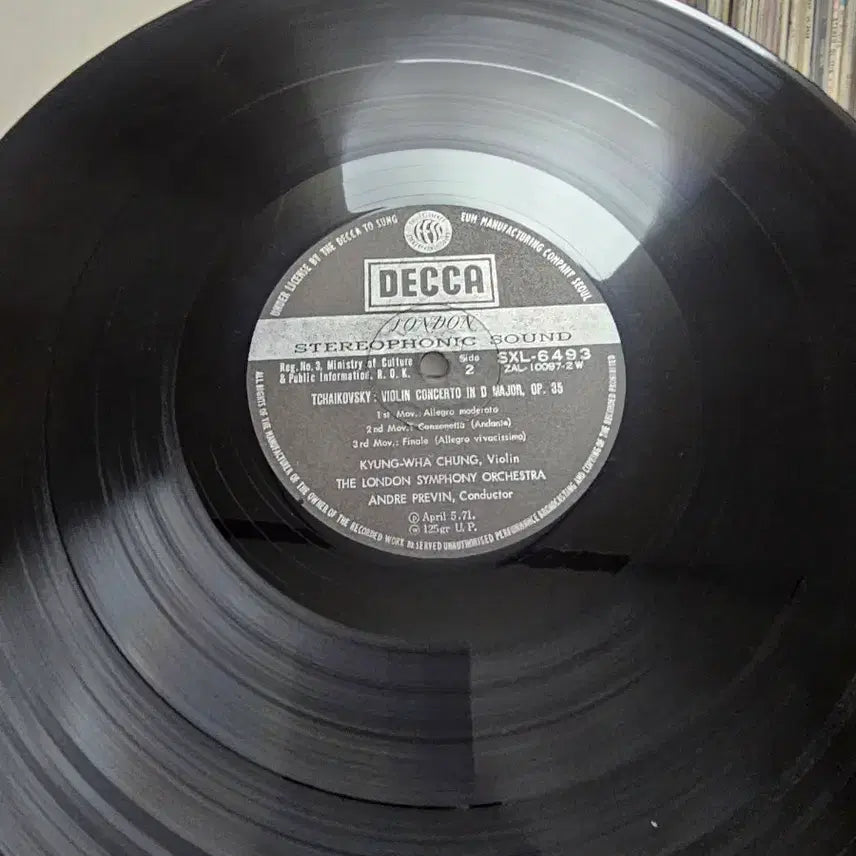 UNDER LICENSE BY THE DECCA TO SUNG EUM MANUFACTURING COMPANY SEOUL
DECCA
LONDON
STEREOPHONIC SOUND
Reg. No. 3, Ministry of Culture
& Public Information, R. O. K.
Side
2
SXL-6493
ZAL-10097-2W
TCHAIKOVSKY: VIOLIN CONCERTO IN D MAJOR, OP. 35
1st Mov.: Allegro moderato
2nd Mov.: Canzonetta (Andante)
3rd Mov.: Finale (Allegro vivacissimo)
KYUNG-WHA CHUNG, Violin
THE LONDON SYMPHONY ORCHESTRA
ANDRE PREVIN, Conductor
Ⓟ April 5.71.
Ⓦ 125gr U. P.
ALL RIGHTS OF THE MANUFACTURER OF THE OWNER OF THE RECORDED WORK RESERVED UNAUTHORISED PERFORMANCE BROADCASTING AND COPYING OF THE RECORD PROHIBITED